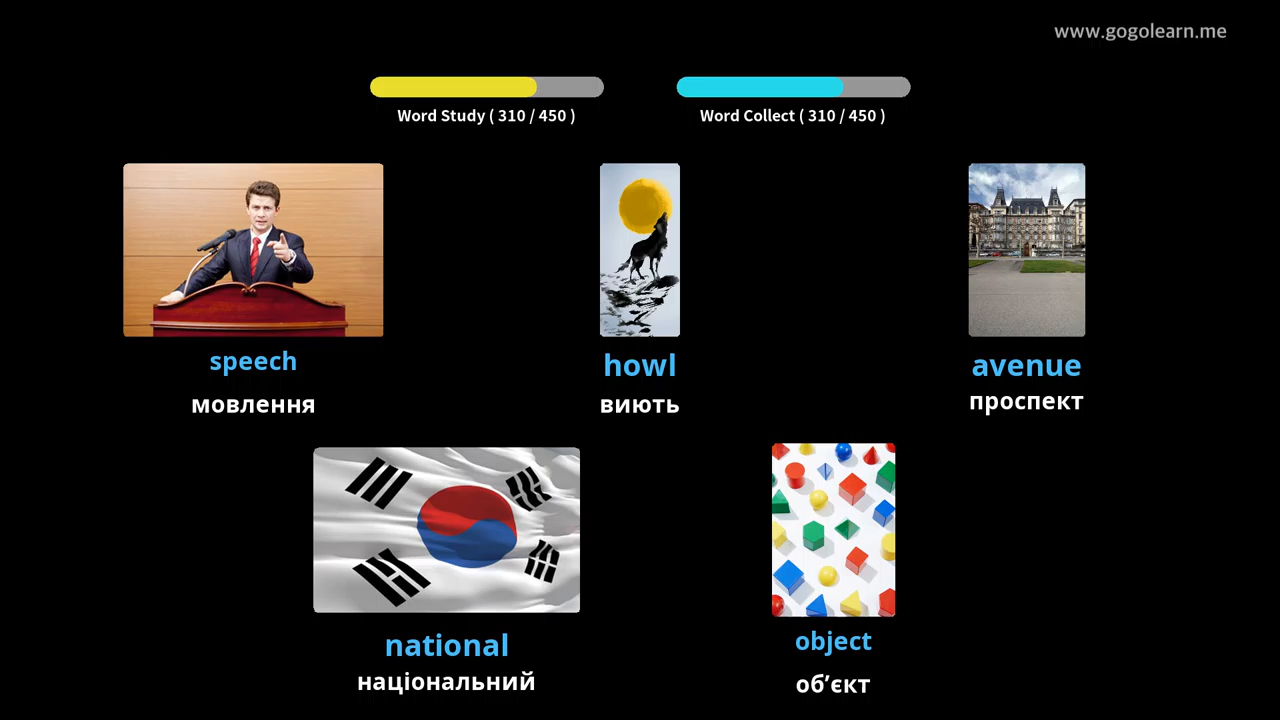 www.gogolearn.me
Word Study ( 310 / 450 )
Word Collect ( 310 / 450 )
speech
howl
avenue
мовлення
виють
проспект
national
object
національний
об’єкт